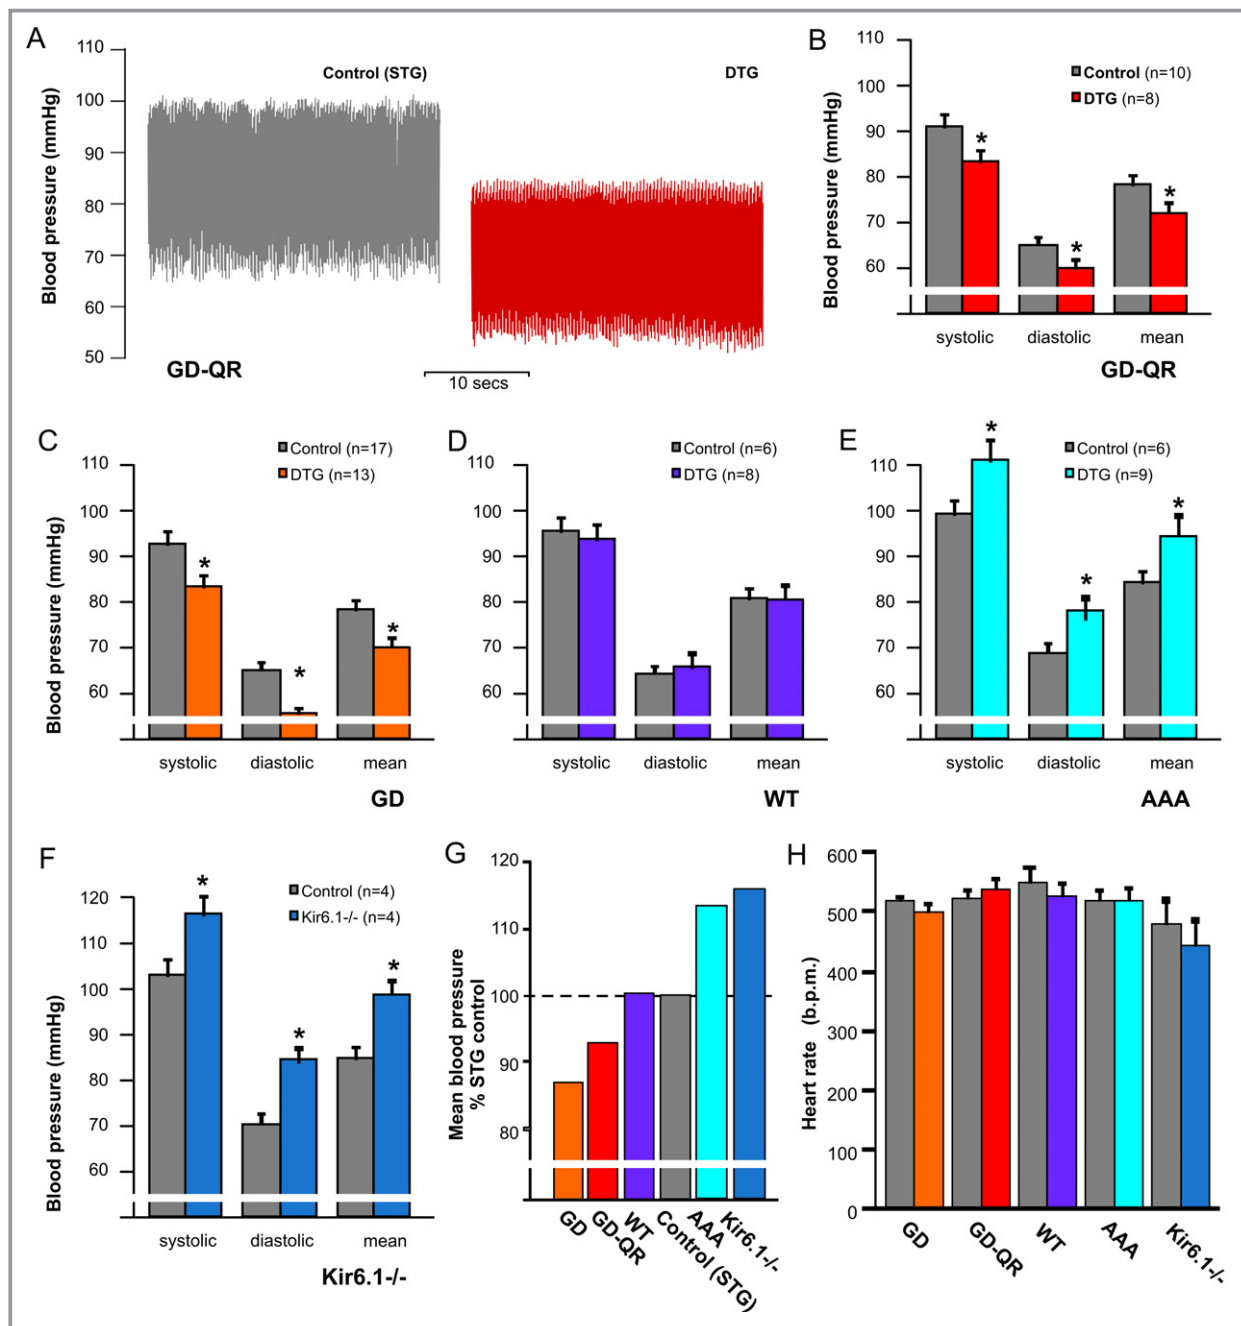 A
110
100
90
80
70
60
50
Blood pressure (mmHg)
Control (STG)
DTG
GD-QR
10 secs
B
110
100
90
80
70
60
Blood pressure (mmHg)
Control (n=10)
DTG (n=8)
*
*
*
systolic diastolic mean
GD-QR
C
110
100
90
80
70
60
Blood pressure (mmHg)
Control (n=17)
DTG (n=13)
*
*
*
systolic diastolic mean
GD
D
110
100
90
80
70
60
Control (n=6)
DTG (n=8)
systolic diastolic mean
WT
E
110
100
90
80
70
60
Control (n=6)
DTG (n=9)
*
*
*
systolic diastolic mean
AAA
F
120
110
100
90
80
70
60
Blood pressure (mmHg)
Control (n=4)
Kir6.1-/- (n=4)
*
*
*
systolic diastolic mean
Kir6.1-/-
G
120
110
100
90
80
Mean blood pressure
% STG control
GD
GD-QR
WT
Control (STG)
AAA
Kir6.1-/-
H
600
500
400
300
200
100
0
Heart rate (b.p.m.)
GD
GD-QR
WT
AAA
Kir6.1-/-